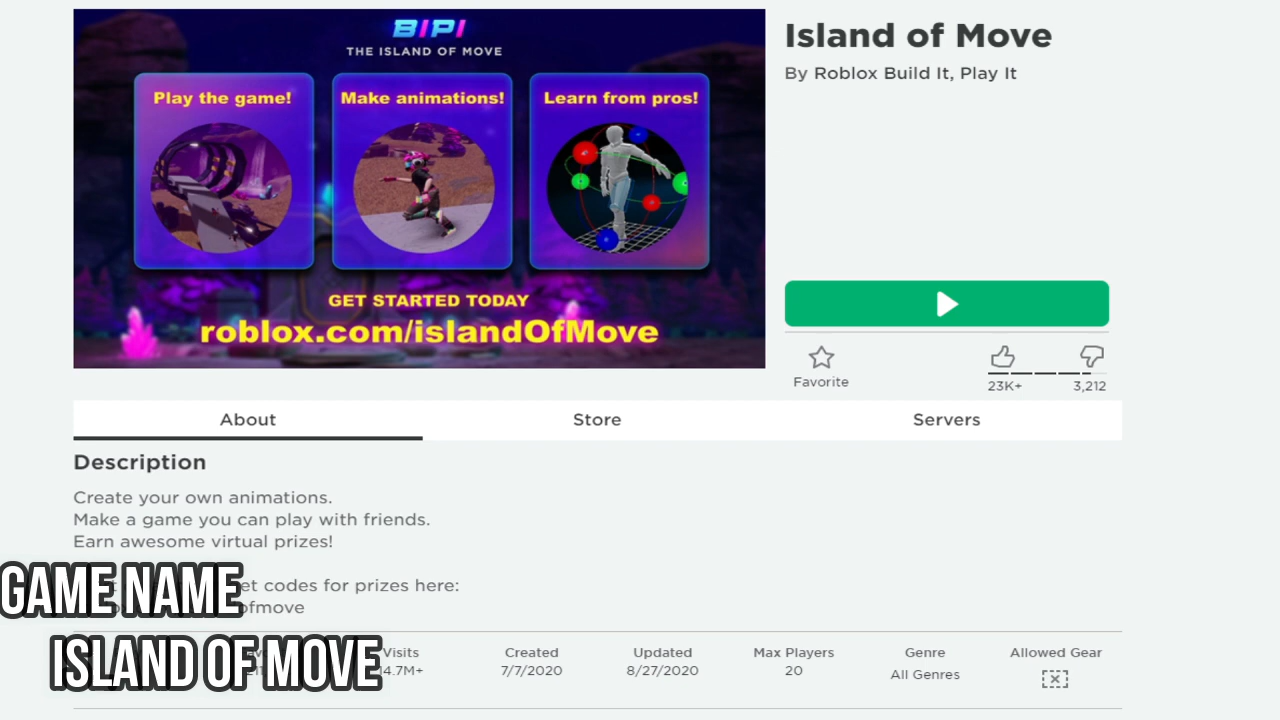 BIPI
THE ISLAND OF MOVE
Play the game!
Make animations!
Learn from pros!
GET STARTED TODAY
roblox.com/islandOfMove
Island of Move
By Roblox Build It, Play It
Favorite
23K+
3,212
About
Store
Servers
Description
Create your own animations.
Make a game you can play with friends.
Earn awesome virtual prizes!
codes for prizes here:
GAME NAME
ISLAND OF MOVE
Visits
Created
Updated
Max Players
Genre
Allowed Gear
7/7/2020
8/27/2020
20
All Genres